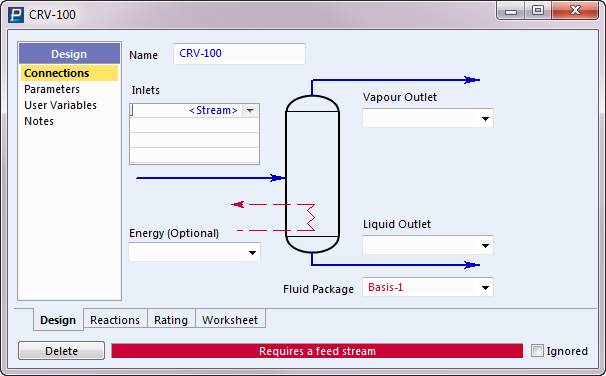 CRV-100
Design
Connections
Parameters
User Variables
Notes
Name
CRV-100
Inlets
<Stream>
Vapour Outlet
Energy (Optional)
Liquid Outlet
Fluid Package
Basis-1
Design
Reactions
Rating
Worksheet
Delete
Requires a feed stream
Ignored